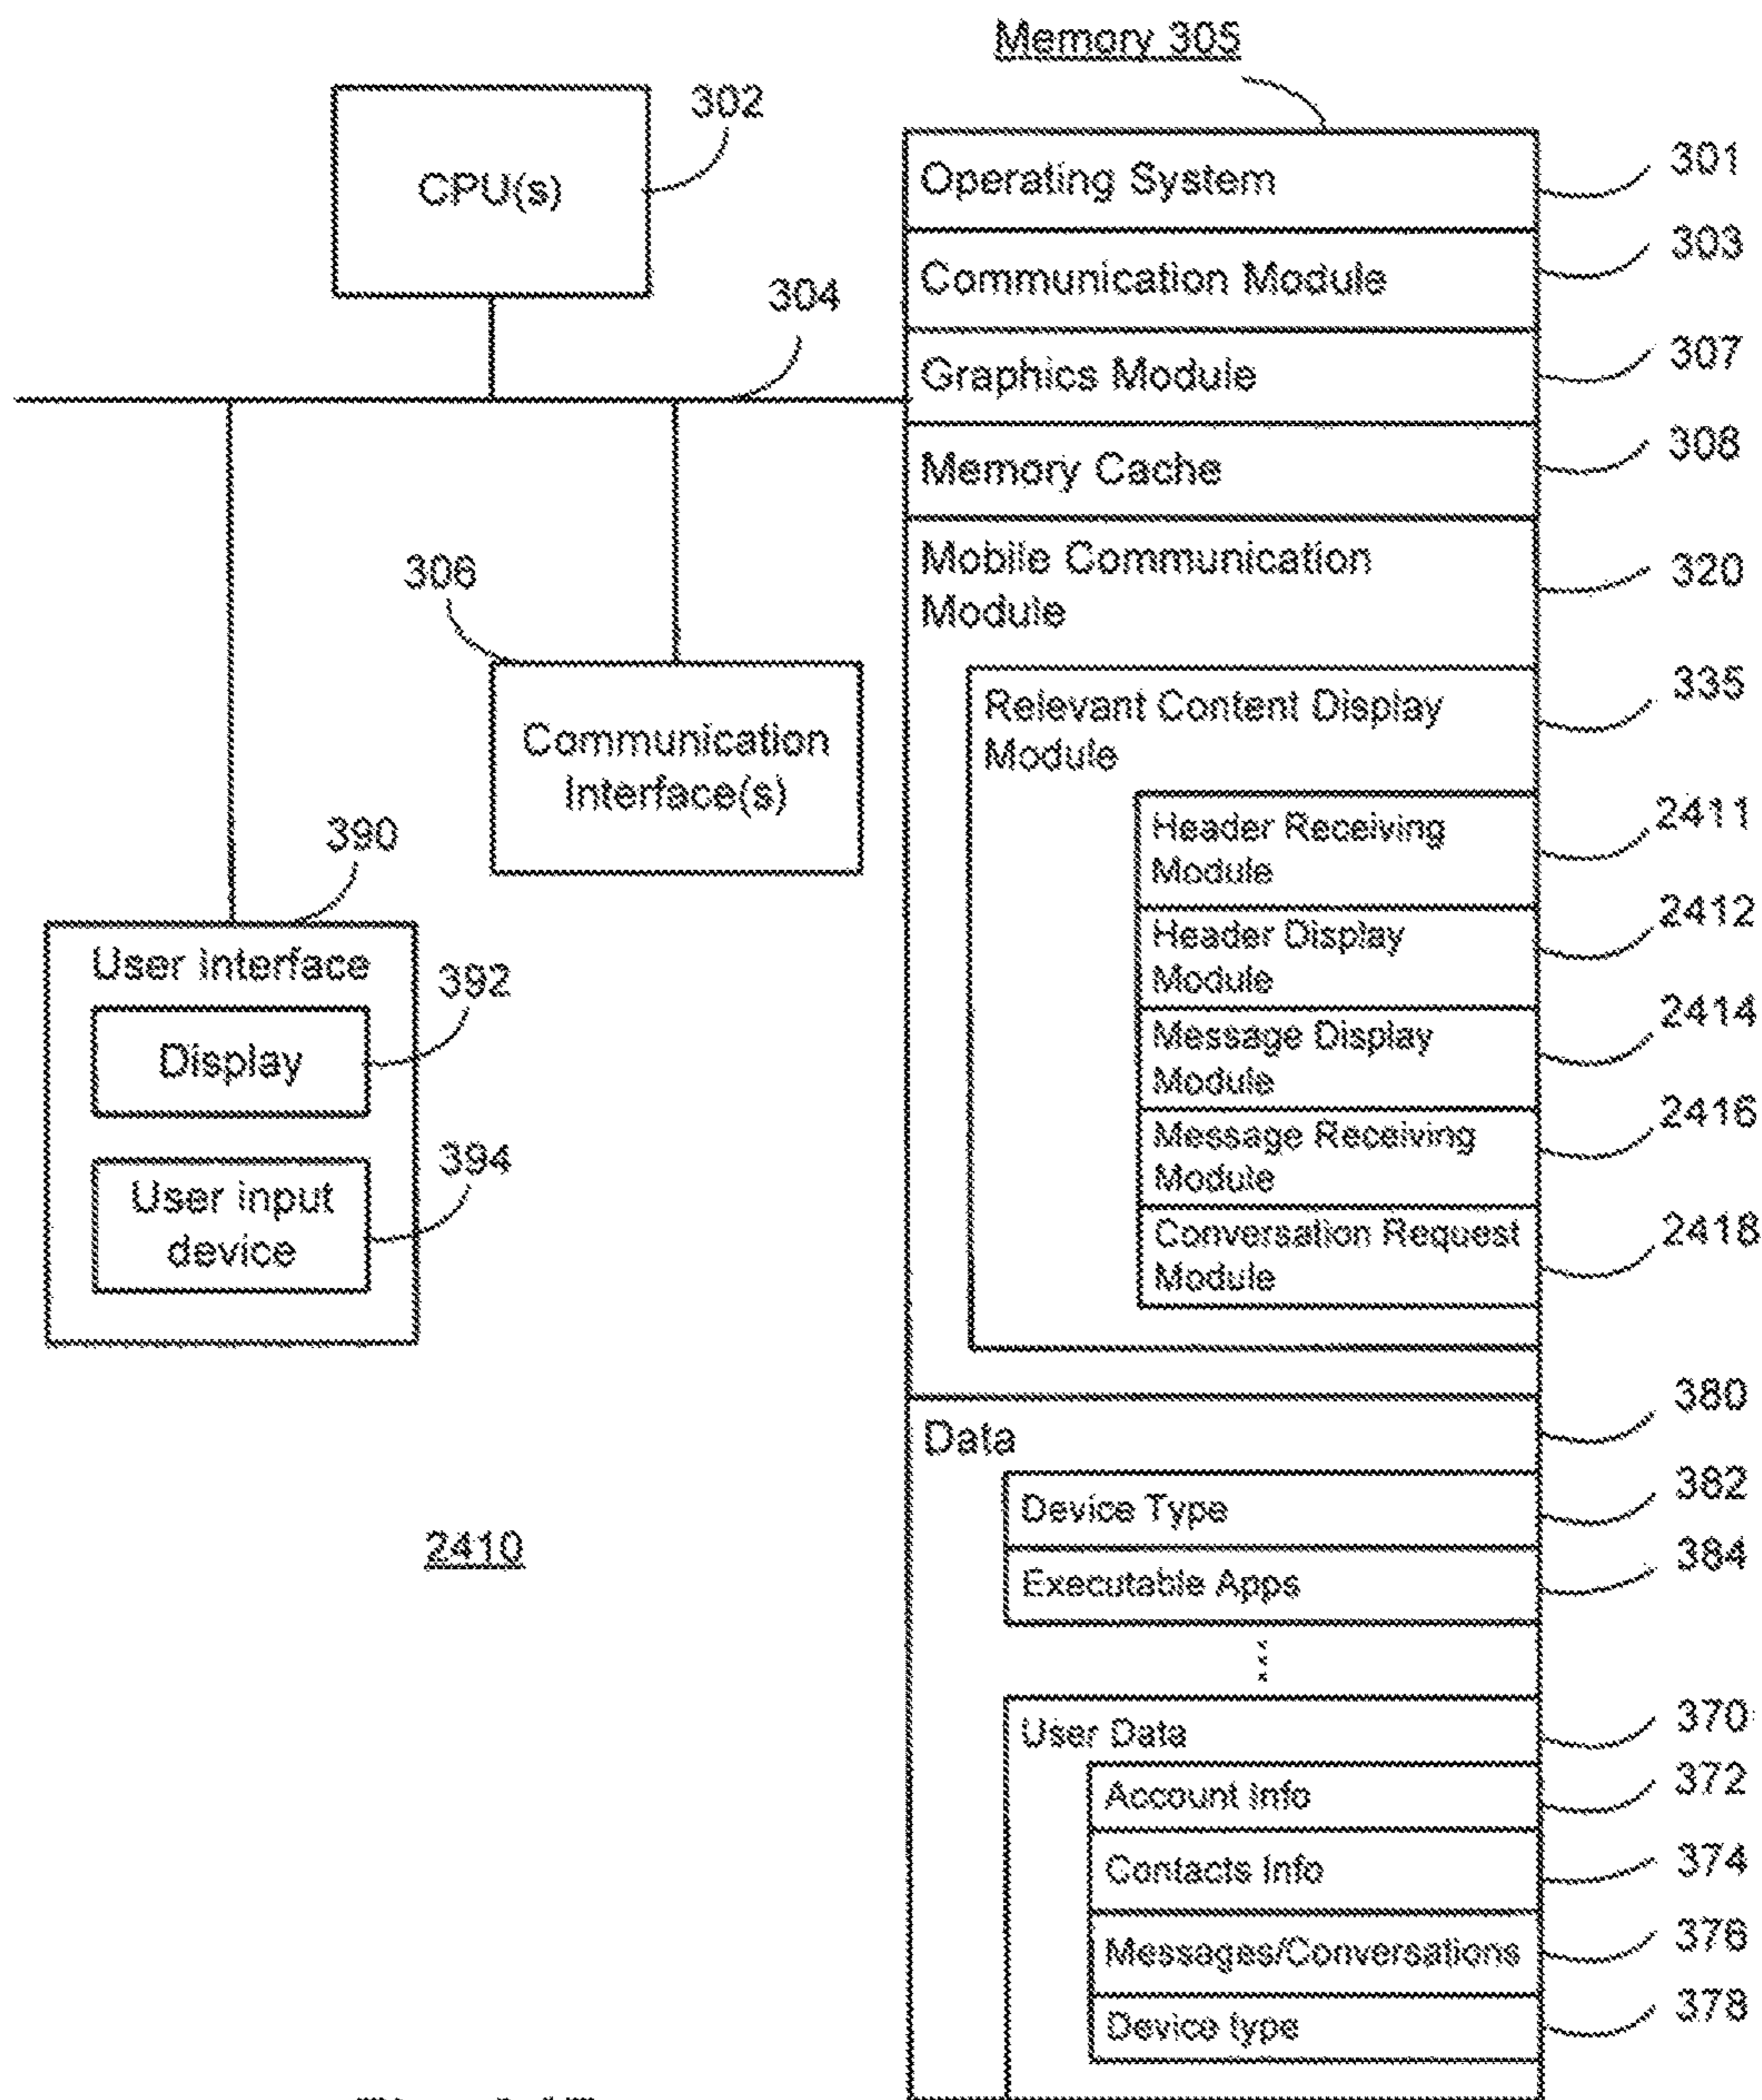 Memory 305
CPU(s)
302
304
306
Communication
Interface(s)
390
User Interface
Display
392
User input
device
394
2410
Operating System
301
Communication Module
303
Graphics Module
307
Memory Cache
308
Mobile Communication
Module
320
Relevant Content Display
Module
335
Header Receiving
Module
2411
Header Display
Module
2412
Message Display
Module
2414
Message Receiving
Module
2416
Conversation Request
Module
2418
Data
380
Device Type
382
Executable Apps
384
User Data
370
Account info
372
Contacts Info
374
Messages/Conversations
376
Device type
378